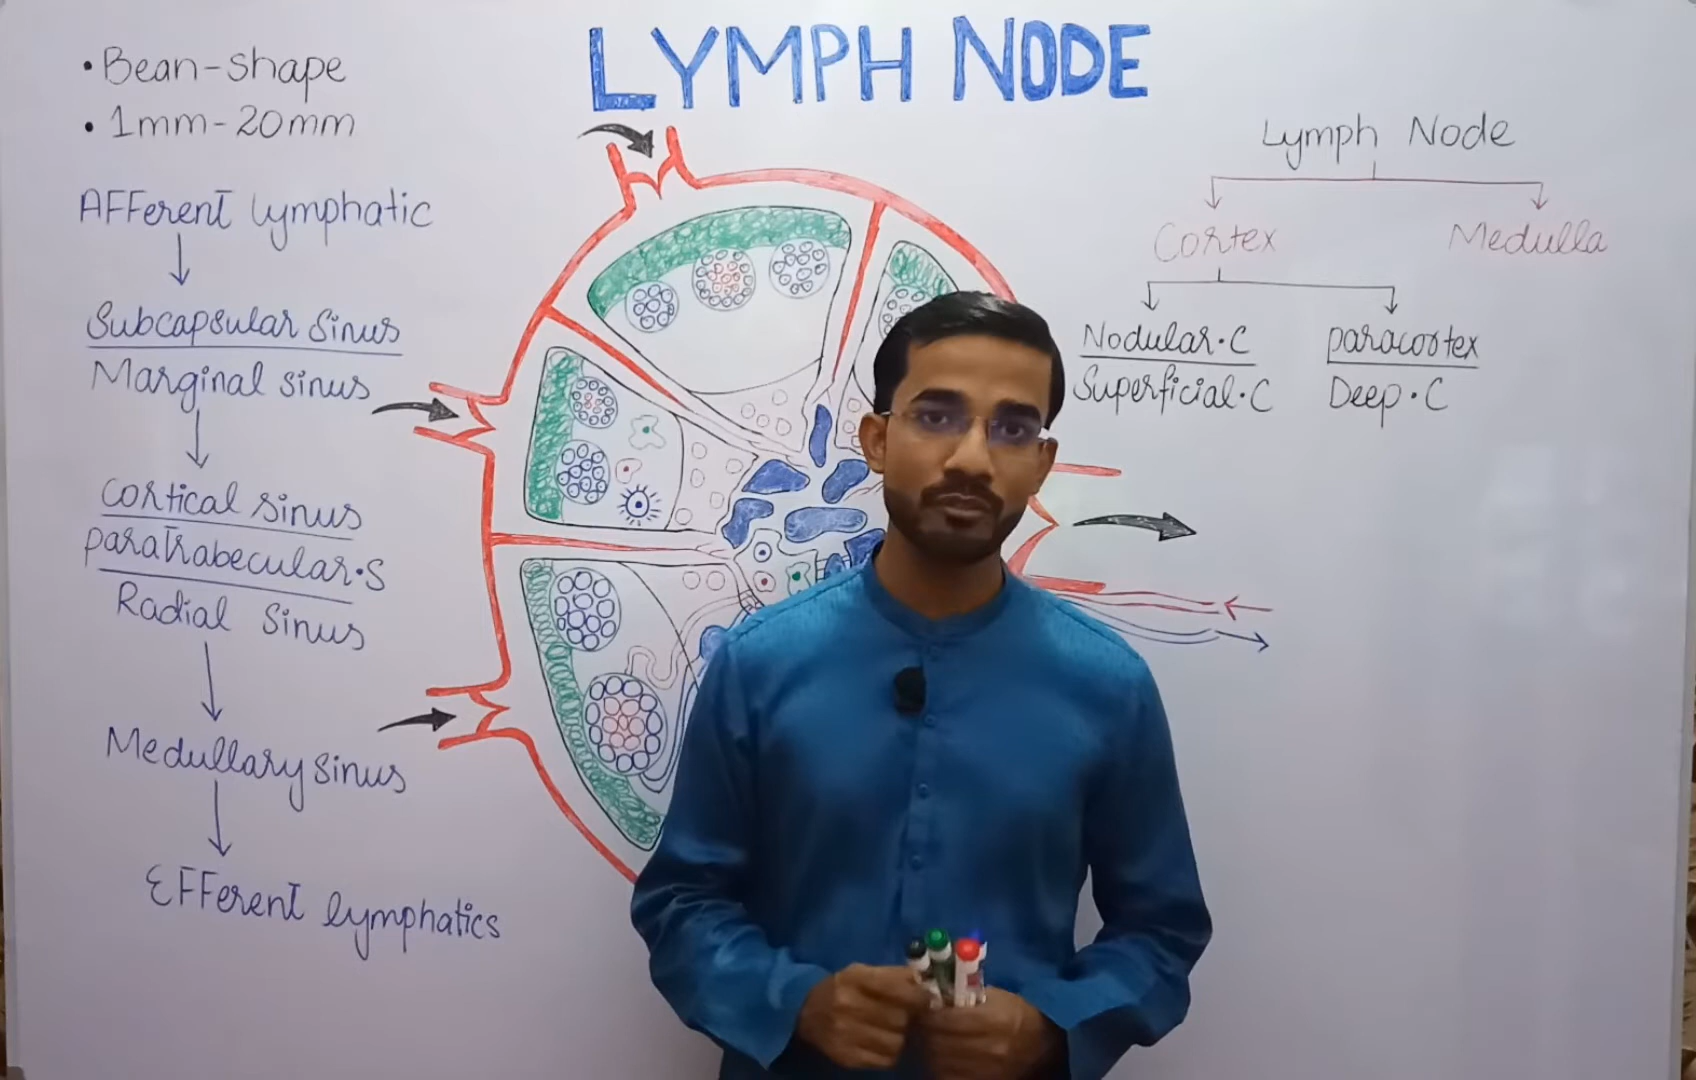 LYMPH NODE
• Bean-shape
• 1mm-20mm
Afferent lymphatic
Subcapsular Sinus
Marginal sinus
Cortical sinus
paratrabecular.S
Radial Sinus
Medullary sinus
Efferent lymphatics
Lymph Node
Cortex
Medulla
Nodular.C
Superficial.C
paracortex
Deep.C